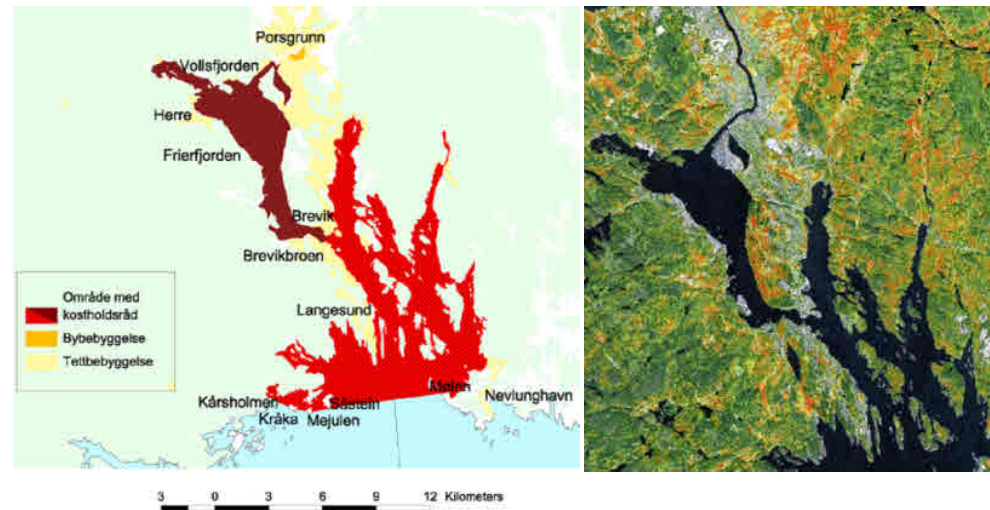 Porsgrunn
Vollsfjorden
Herre
Frierfjorden
Brevik
Brevikbroen
Område med
kostholdsråd
Bybebyggelse
Tettbebyggelse
Langesund
Kårsholmen
Kråka
Mejulen
Såstein
Mølen
Nevlunghavn
3 0 3 6 9 12 Kilometers